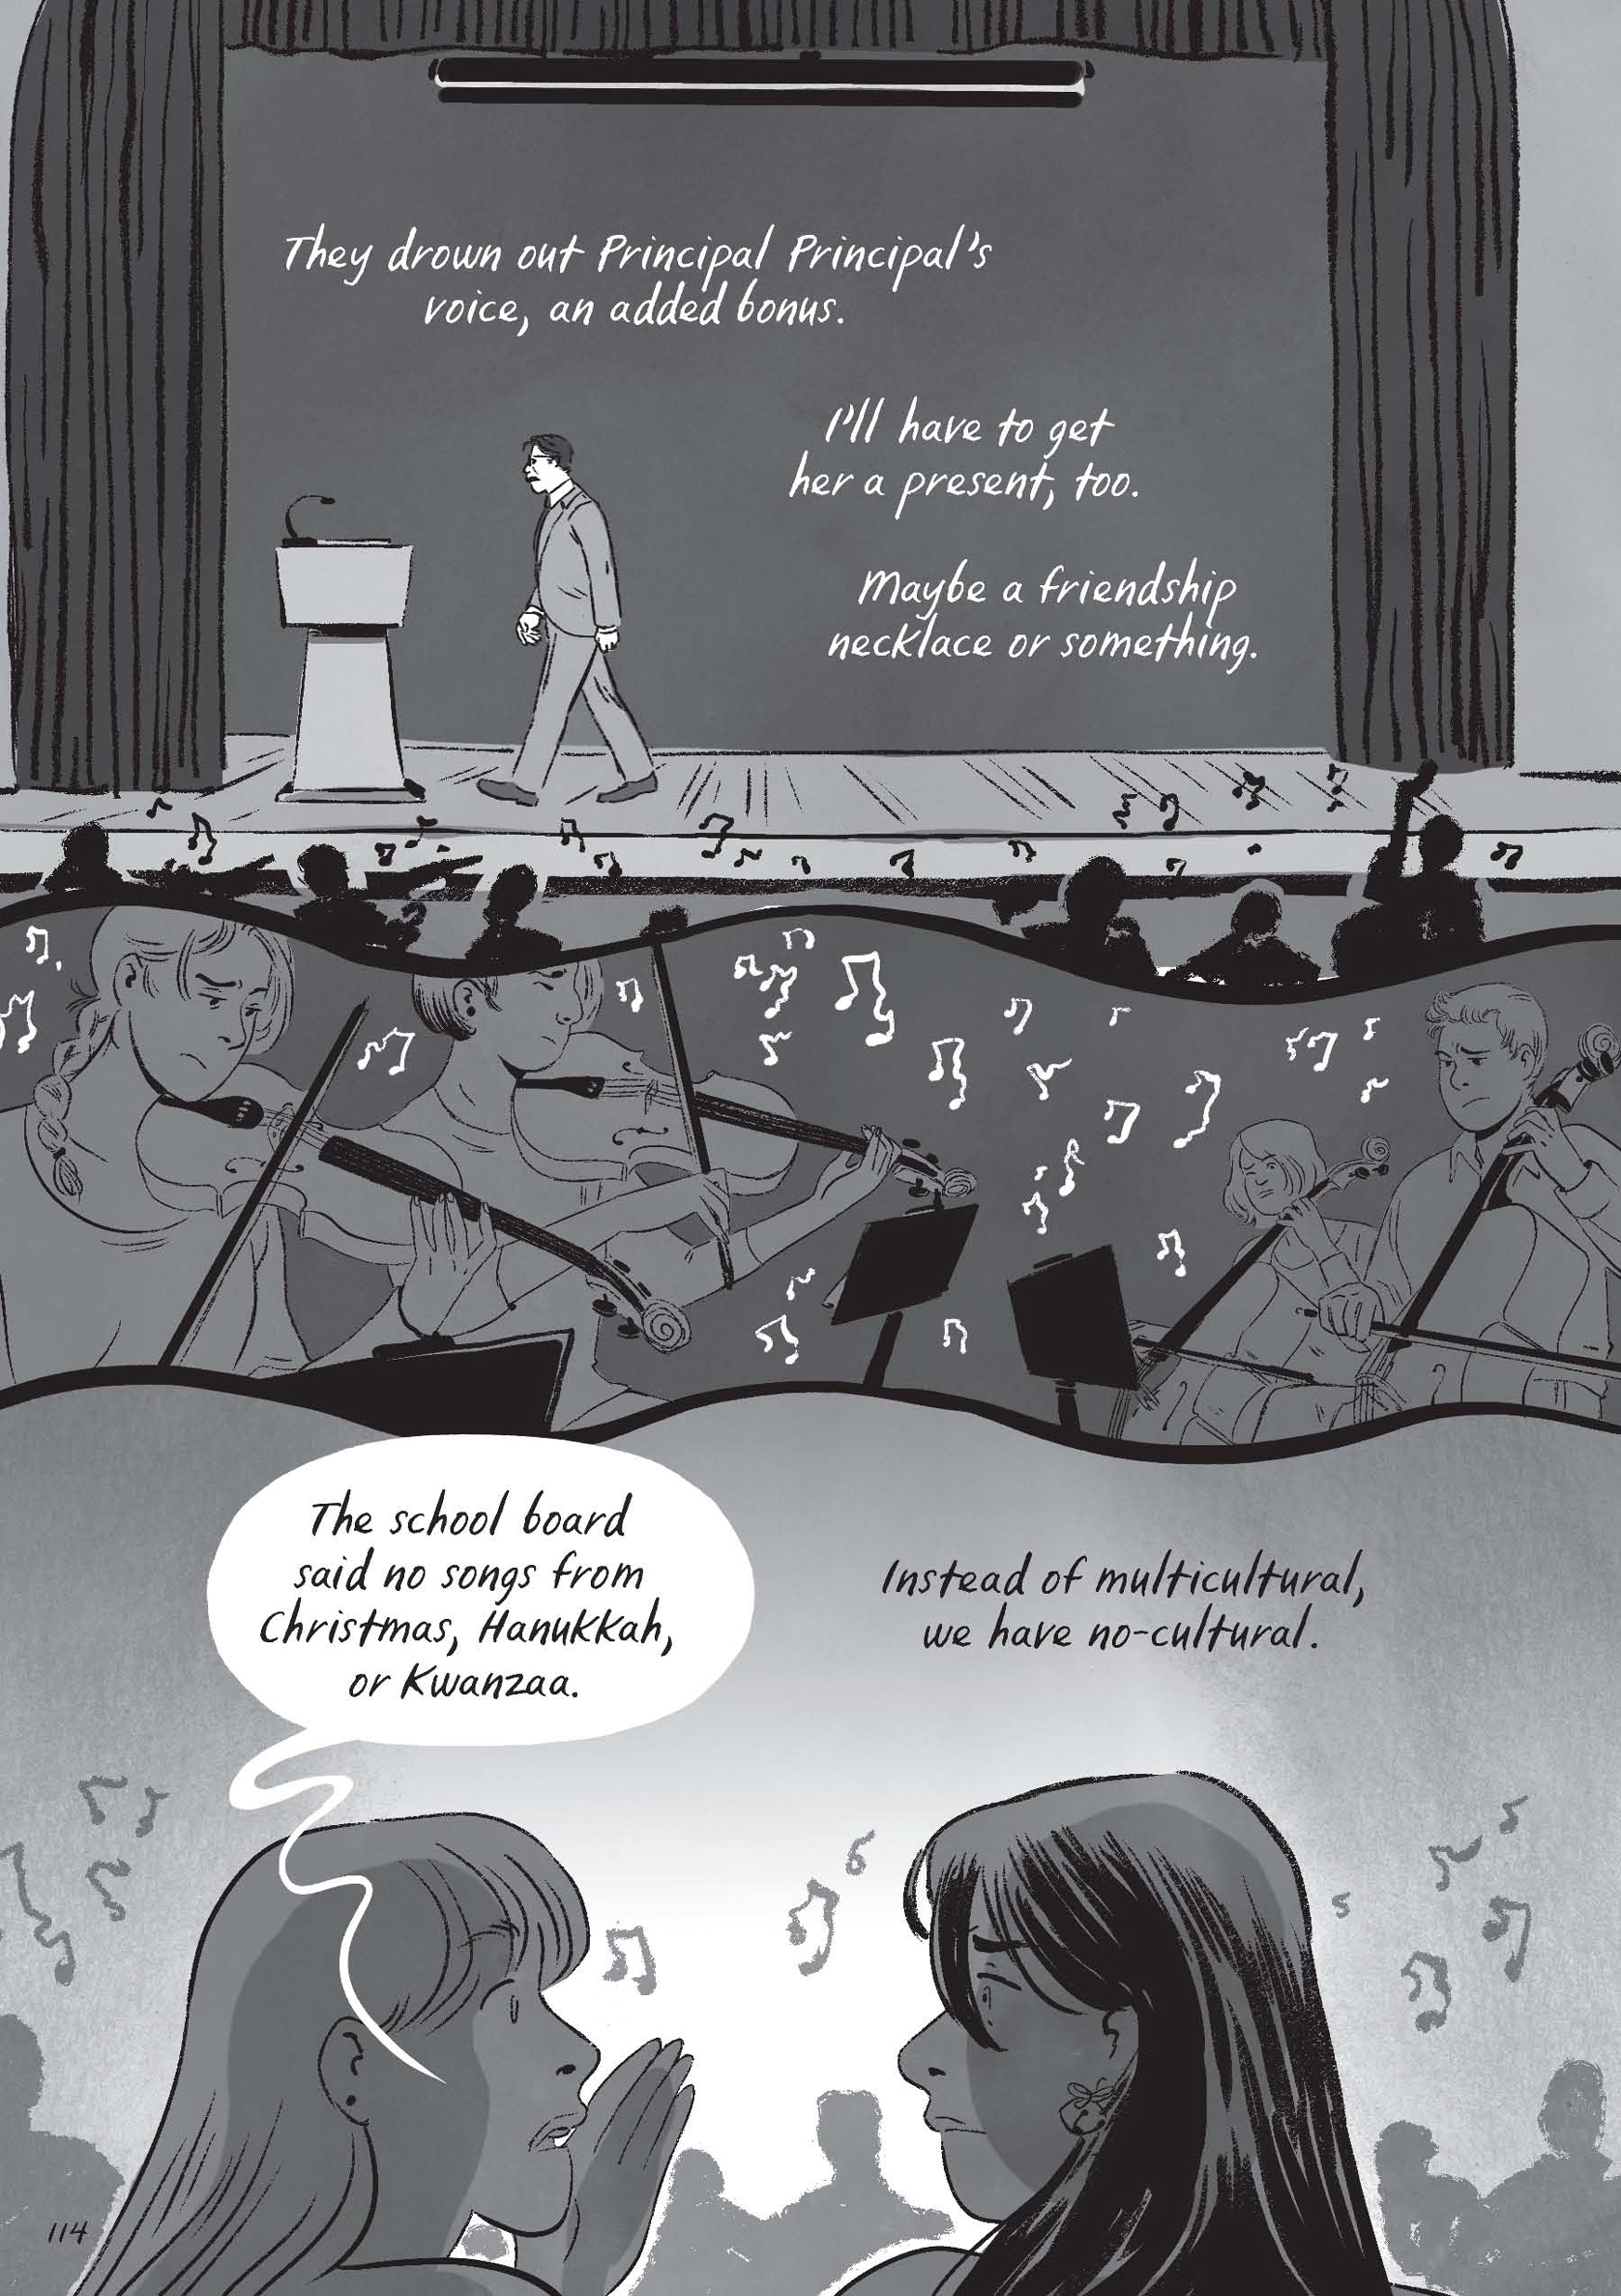 They drown out Principal Principal's
voice, an added bonus.
I'll have to get
her a present, too.
Maybe a friendship
necklace or something.
The school board
said no songs from
Christmas, Hanukkah,
or Kwanzaa.
Instead of multicultural,
we have no-cultural.
114